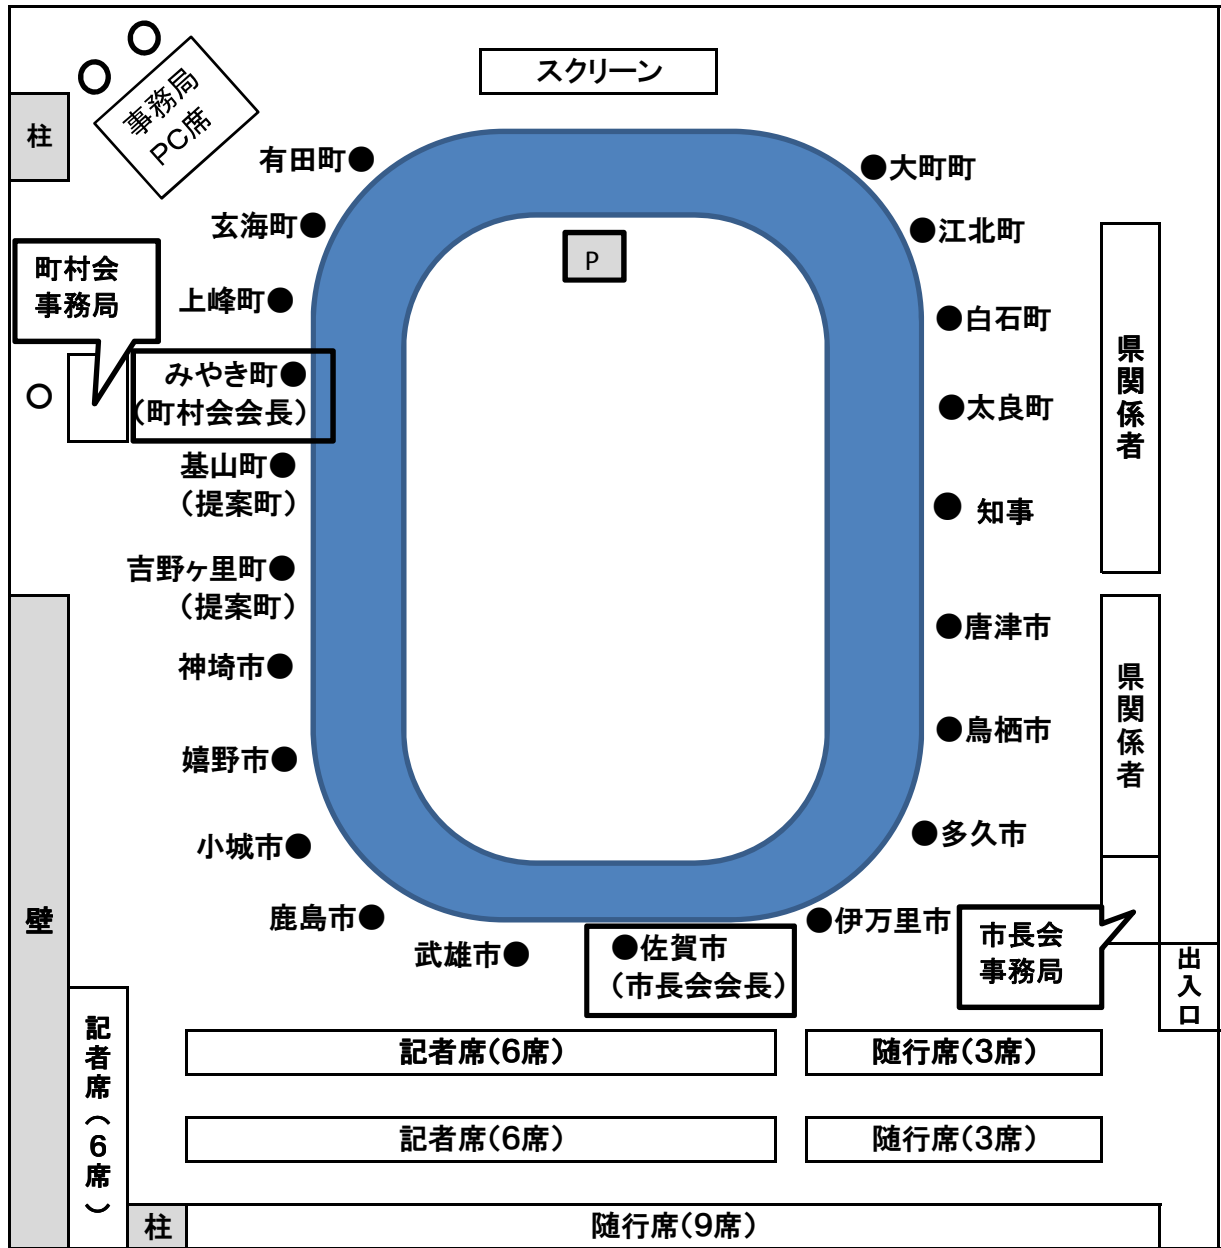 スクリーン
事務局
PC席
柱
有田町●
●大町町
玄海町●
●江北町
P
町村会
事務局
上峰町●
●白石町
県関係者
みやき町●
(町村会会長)
●太良町
基山町●
(提案町)
● 知事
吉野ヶ里町●
(提案町)
●唐津市
神埼市●
県関係者
●鳥栖市
嬉野市●
小城市●
●多久市
壁
鹿島市●
●伊万里市
武雄市●
●佐賀市
(市長会会長)
市長会
事務局
出入口
記者席(6席)
記者席(6席)
随行席(3席)
記者席(6席)
随行席(3席)
柱
随行席(9席)